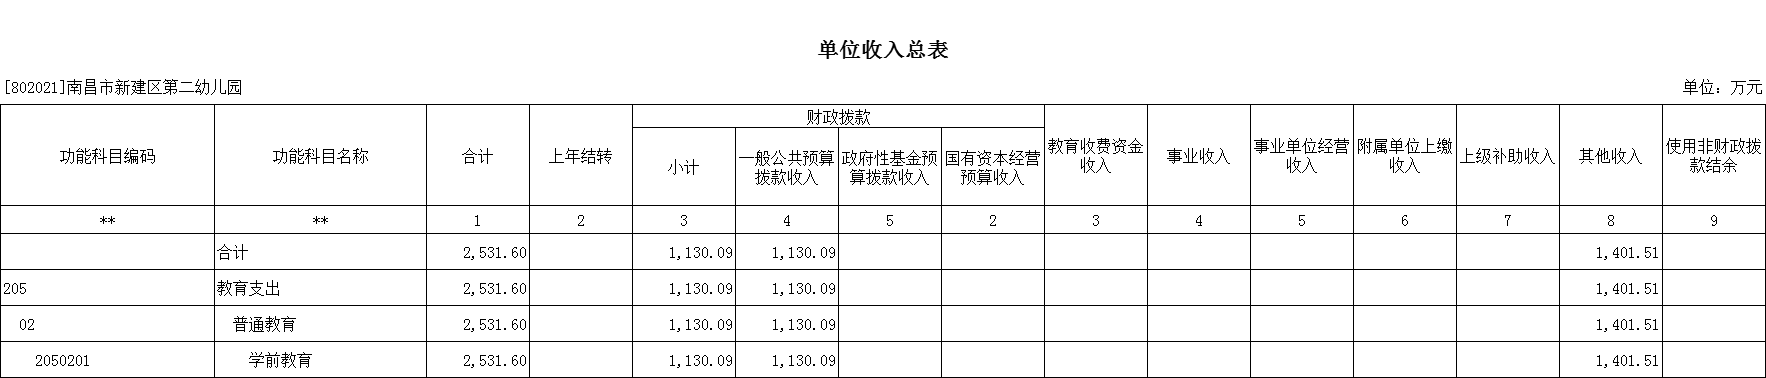 单位收入总表
[802021]南昌市新建区第二幼儿园 单位：万元
功能科目编码 功能科目名称 合计 上年结转 财政拨款 教育收费资金收入 事业收入 事业单位经营收入 附属单位上缴收入 上级补助收入 其他收入 使用非财政拨款结余
小计 一般公共预算拨款收入 政府性基金预算拨款收入 国有资本经营预算收入
** ** 1 2 3 4 5 2 3 4 5 6 7 8 9
合计 2,531.60 1,130.09 1,130.09 1,401.51
205 教育支出 2,531.60 1,130.09 1,130.09 1,401.51
02 普通教育 2,531.60 1,130.09 1,130.09 1,401.51
2050201 学前教育 2,531.60 1,130.09 1,130.09 1,401.51